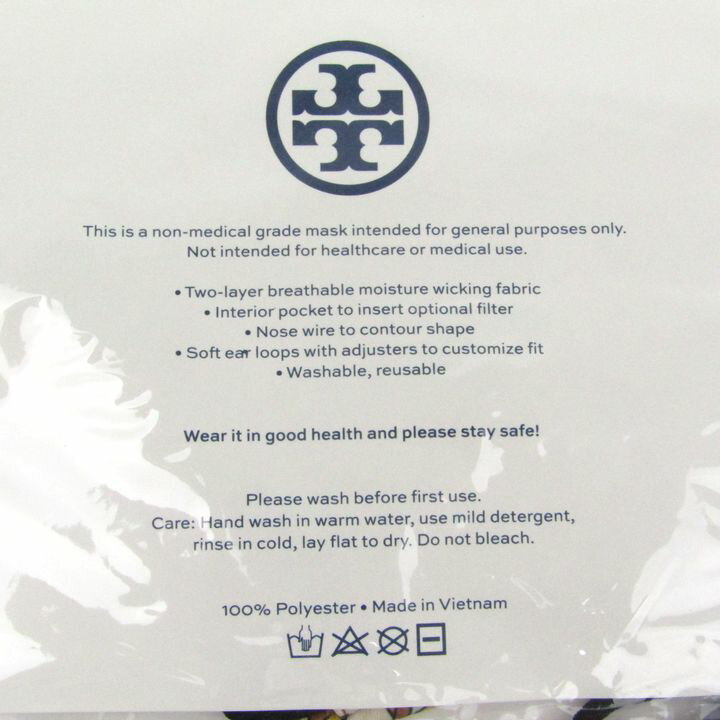 This is a non-medical grade mask intended for general purposes only.
Not intended for healthcare or medical use.
• Two-layer breathable moisture wicking fabric
• Interior pocket to insert optional filter
• Nose wire to contour shape
• Soft ear loops with adjusters to customize fit
• Washable, reusable
Wear it in good health and please stay safe!
Please wash before first use.
Care: Hand wash in warm water, use mild detergent,
rinse in cold, lay flat to dry. Do not bleach.
100% Polyester • Made in Vietnam